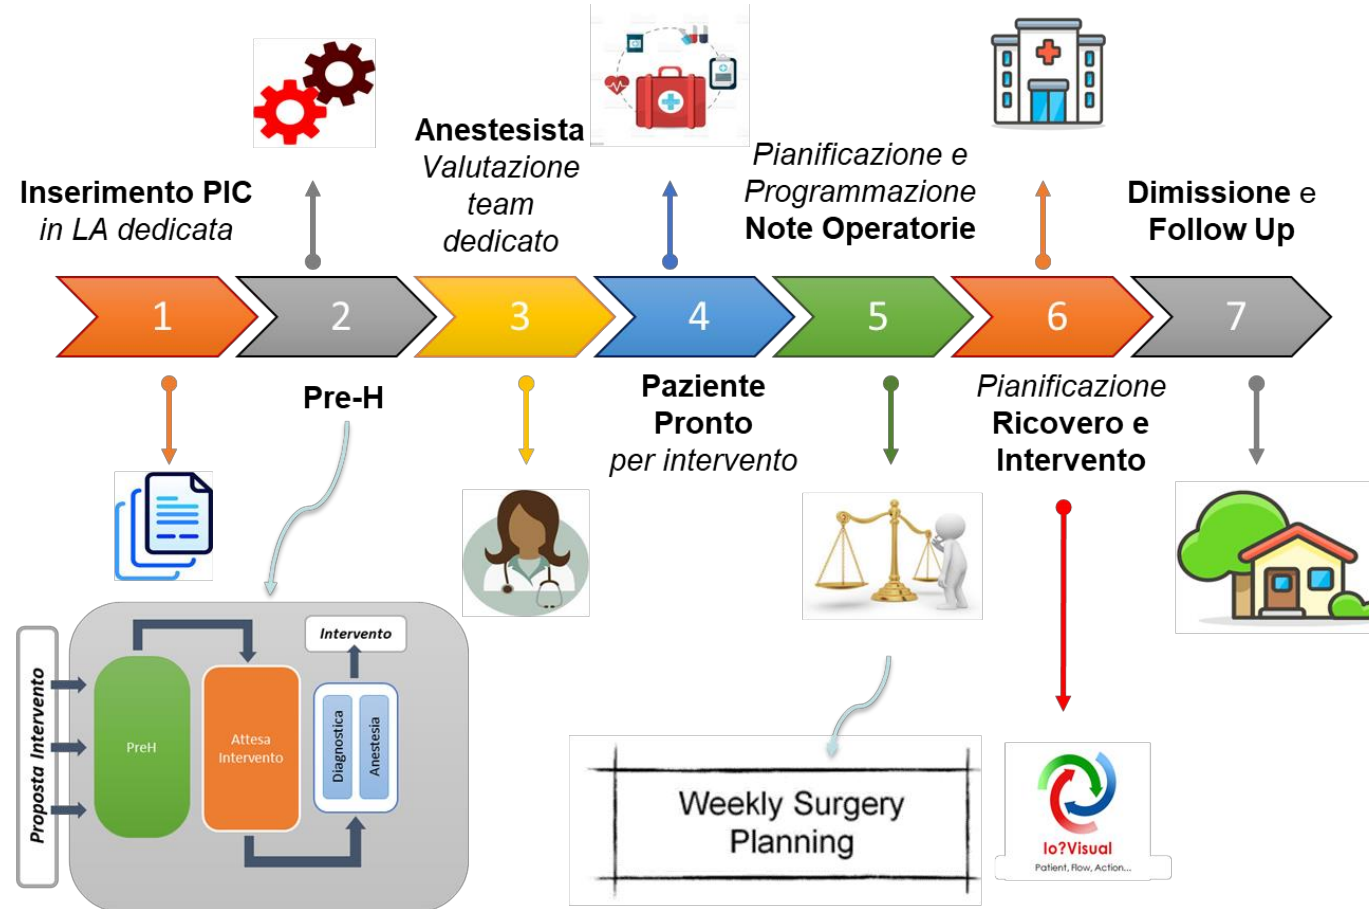 Inserimento PIC
in LA dedicata
Anestesista
Valutazione
team
dedicato
Pianificazione e
Programmazione
Note Operatorie
Dimissione e
Follow Up
1
2
3
4
5
6
7
Pre-H
Paziente
Pronto
per intervento
Pianificazione
Ricovero e
Intervento
Proposta Intervento
PreH
Attesa
Intervento
Diagnostica
Anestesia
Intervento
Weekly Surgery
Planning
Io?Visual
Patient, Flow, Action...